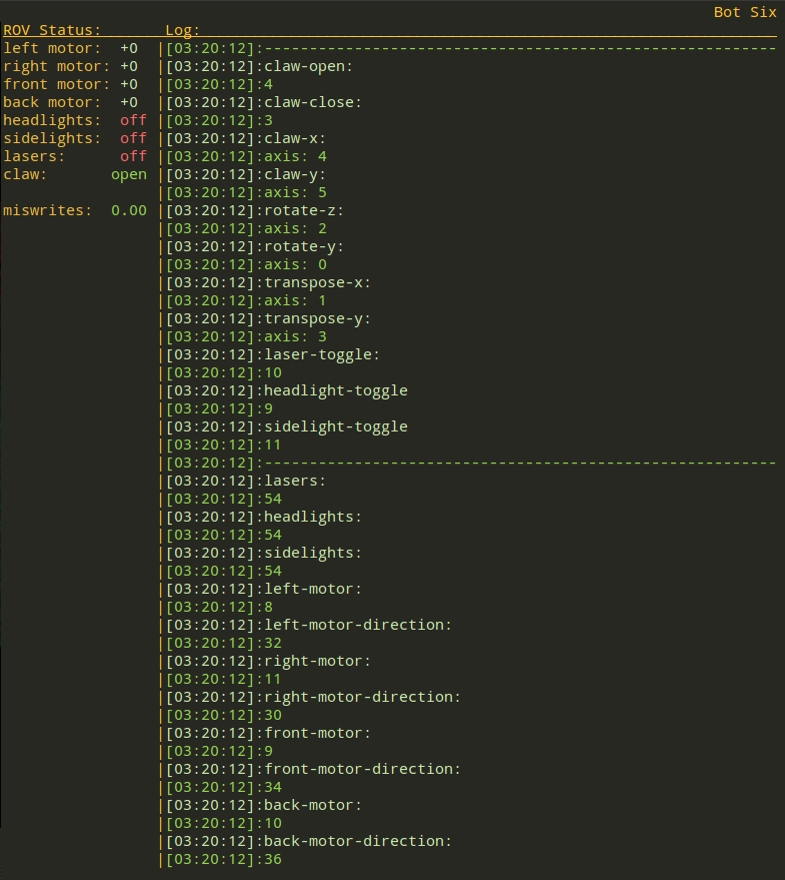 Bot Six
ROV Status: Log:
left motor: +0 |[03:20:12]:---------------------------------------------------------
right motor: +0 |[03:20:12]:claw-open:
front motor: +0 |[03:20:12]:4
back motor: +0 |[03:20:12]:claw-close:
headlights: off |[03:20:12]:3
sidelights: off |[03:20:12]:claw-x:
lasers: off |[03:20:12]:axis: 4
claw: open |[03:20:12]:claw-y:
|[03:20:12]:axis: 5
miswrites: 0.00 |[03:20:12]:rotate-z:
|[03:20:12]:axis: 2
|[03:20:12]:rotate-y:
|[03:20:12]:axis: 0
|[03:20:12]:transpose-x:
|[03:20:12]:axis: 1
|[03:20:12]:transpose-y:
|[03:20:12]:axis: 3
|[03:20:12]:laser-toggle:
|[03:20:12]:10
|[03:20:12]:headlight-toggle
|[03:20:12]:9
|[03:20:12]:sidelight-toggle
|[03:20:12]:11
|[03:20:12]:---------------------------------------------------------
|[03:20:12]:lasers:
|[03:20:12]:54
|[03:20:12]:headlights:
|[03:20:12]:54
|[03:20:12]:sidelights:
|[03:20:12]:54
|[03:20:12]:left-motor:
|[03:20:12]:8
|[03:20:12]:left-motor-direction:
|[03:20:12]:32
|[03:20:12]:right-motor:
|[03:20:12]:11
|[03:20:12]:right-motor-direction:
|[03:20:12]:30
|[03:20:12]:front-motor:
|[03:20:12]:9
|[03:20:12]:front-motor-direction:
|[03:20:12]:34
|[03:20:12]:back-motor:
|[03:20:12]:10
|[03:20:12]:back-motor-direction:
|[03:20:12]:36